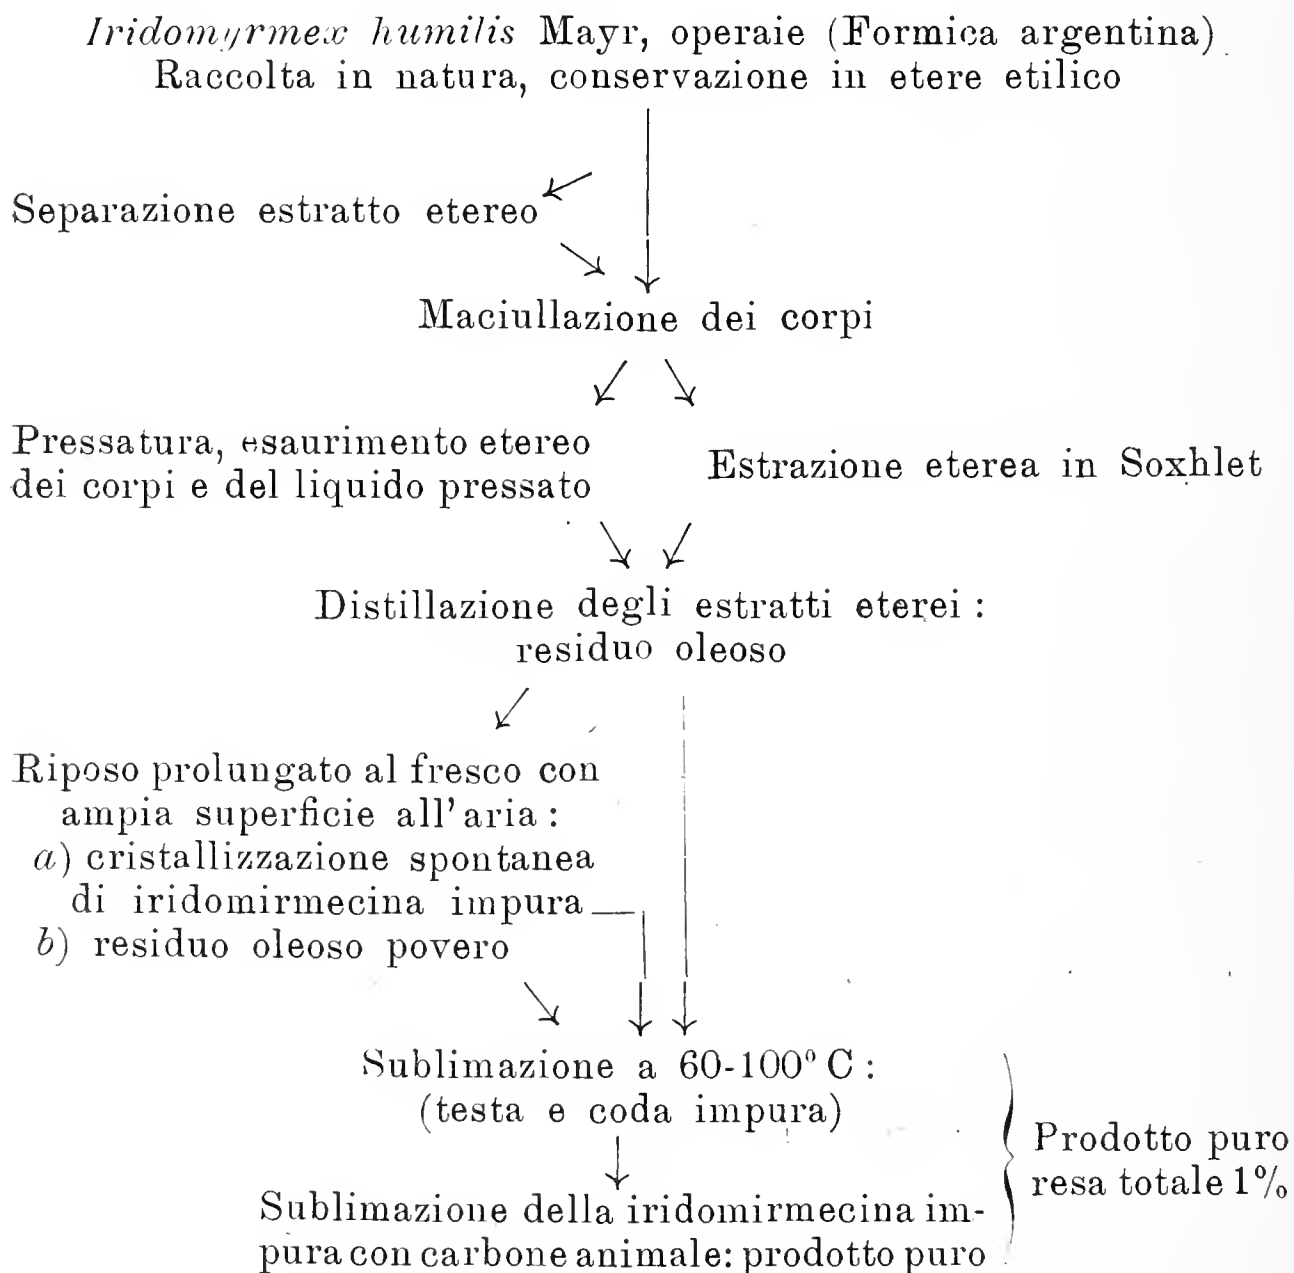 Iridomyrmex humilis Mayr, operaie (Formica argentina)
Raccolta in natura, conservazione in etere etilico
Separazione estratto etereo
Maciullazione dei corpi
Pressatura, esaurimento etereo
dei corpi e del liquido pressato
Estrazione eterea in Soxhlet
Distillazione degli estratti eterei :
residuo oleoso
Riposo prolungato al fresco con
ampia superficie all'aria :
a) cristallizzazione spontanea
di iridomirmecina impura
b) residuo oleoso povero
Sublimazione a 60-100° C :
(testa e coda impura)
Sublimazione della iridomirmecina im-
pura con carbone animale: prodotto puro
Prodotto puro
resa totale 1%